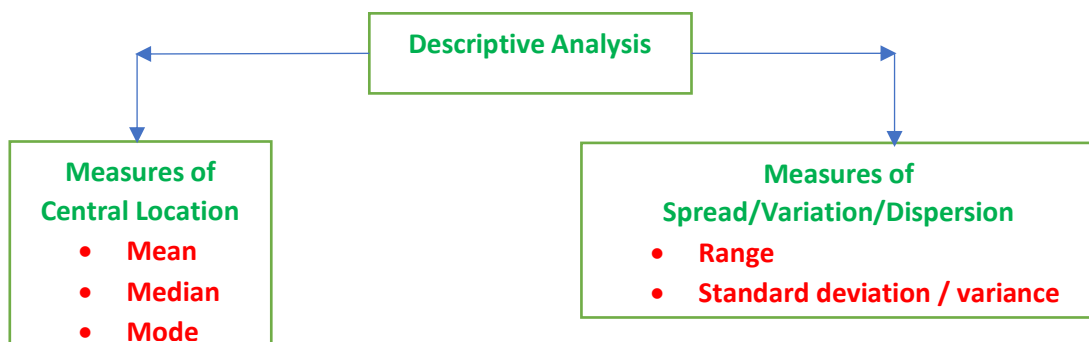 Descriptive Analysis
Measures of
Central Location
• Mean
• Median
• Mode
Measures of
Spread/Variation/Dispersion
• Range
• Standard deviation / variance